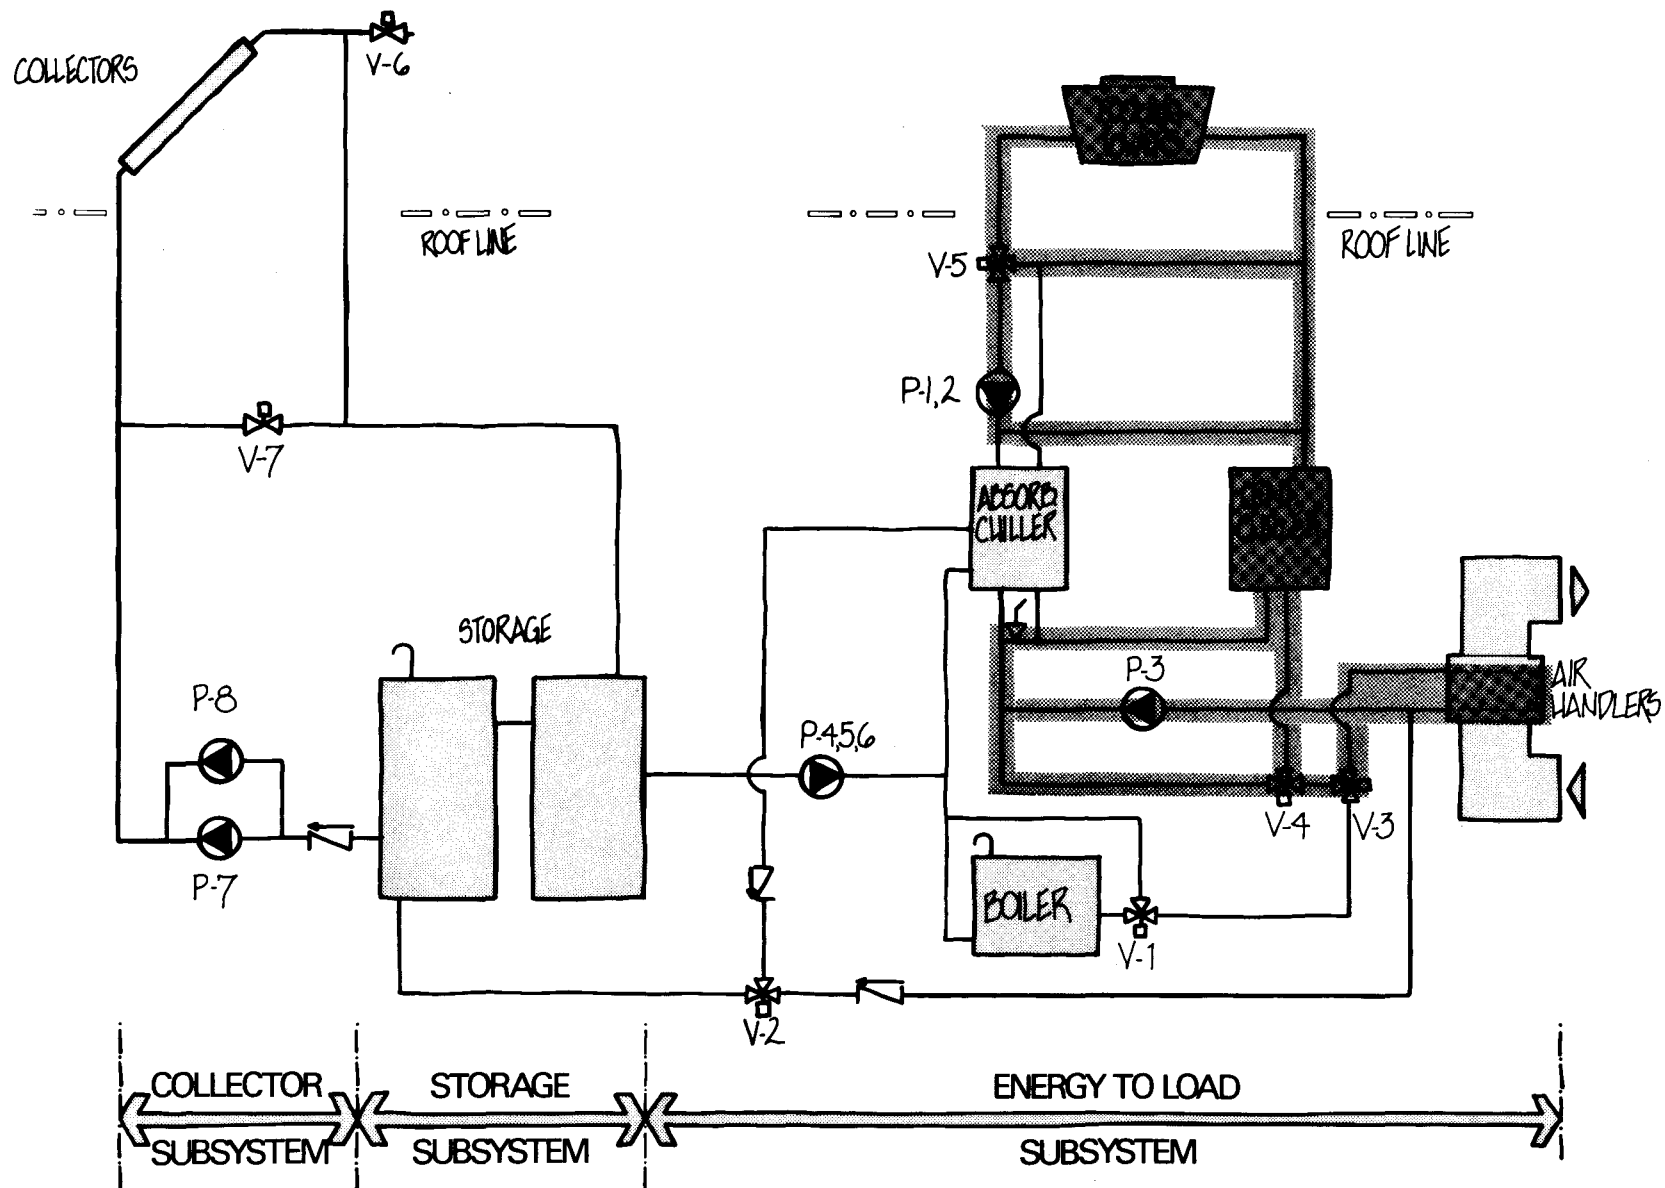 COLLECTORS
V-6
ROOF LINE
ROOF LINE
V-5
P-1,2
V-7
ABSORB.
CHILLER
STORAGE
P-3
AIR
HANDLERS
P-8
P-4,5,6
V-4
V-3
P-7
BOILER
V-1
V-2
COLLECTOR
SUBSYSTEM
STORAGE
SUBSYSTEM
ENERGY TO LOAD
SUBSYSTEM